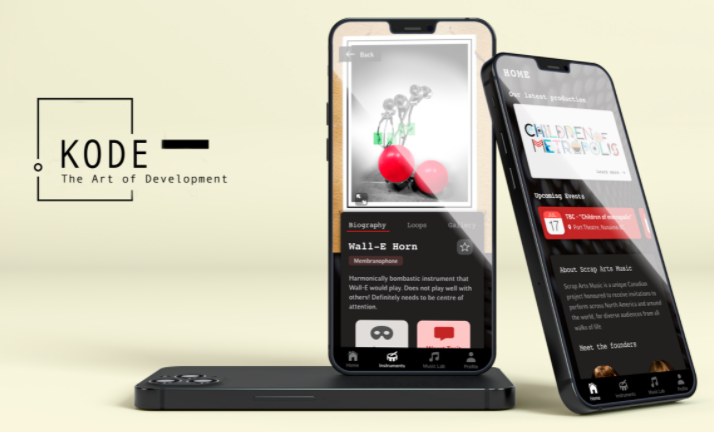 KODE
The Art of Development
← Back
Biography
Loops
Gallery
Wall-E Horn
Membranophone
Harmonically bombastic instrument that
Wall-E would play. Does not play well with
others! Definitely needs to be centre of
attention.
Home
Instruments
Music Lab
Profile
HOME
Our latest production
CHILDREN OF
METROPOLIS
Learn More →
Upcoming Events
17
TBC - "Children of metropolis"
Port Theatre, Nanaimo,
About Scrap Arts Music
Scrap Arts Music is a unique Canadian
project honoured to receive invitations to
perform across North America and around
the world, for diverse audiences from all
walks of life.
Meet the founders
Home
Instruments
Music Lab
Profile